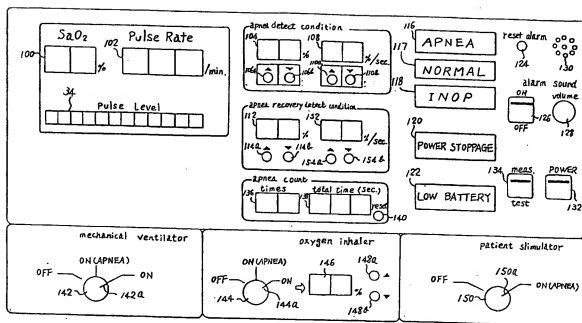 SaO₂ Pulse Rate
100 102
% /min.
34
Pulse Level
apnea detect condition
104 108
% %/sec.
106a 106b 110a 110b
apnea recovery detect condition
112 152
% %/sec.
114a 114b 154a 154b
apnea count
136 times 138 total time (sec.)
reset
140
116 APNEA
117 NORMAL
118 INOP
120
POWER STOPPAGE
122
LOW BATTERY
reset alarm
124 130
alarm sound
ON volume
OFF 126 128
134 meas. POWER
test 132
mechanical ventilator
ON(APNEA)
OFF ON
142 142a
oxygen inhaler
ON(APNEA)
OFF ON
144 144a
146
%
148a
148b
patient stimulator
ON(APNEA)
OFF 150a
150 ON